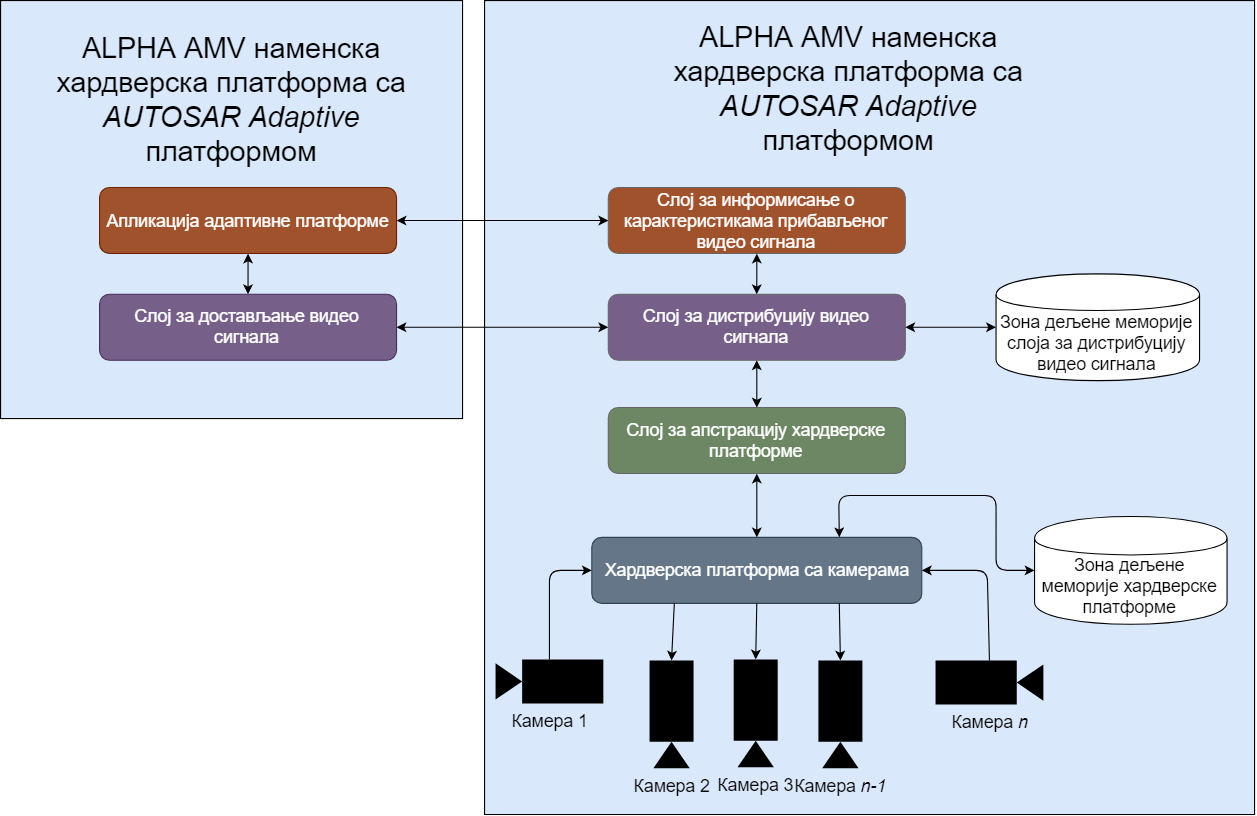 ALPHA AMV наменска
хардверска платформа са
AUTOSAR Adaptive
платформом
Апликација адаптивне платформе
Слој за достављање видео
сигнала
ALPHA AMV наменска
хардверска платформа са
AUTOSAR Adaptive
платформом
Слој за информисање о
карактеристикама прибављеног
видео сигнала
Слој за дистрибуцију видео
сигнала
Зона дељене меморије
слоја за дистрибуцију
видео сигнала
Слој за апстракцију хардверске
платформе
Хардверска платформа са камерама
Зона дељене
меморије хардверске
платформе
Камера 1
Камера 2
Камера 3
Камера n-1
Камера n